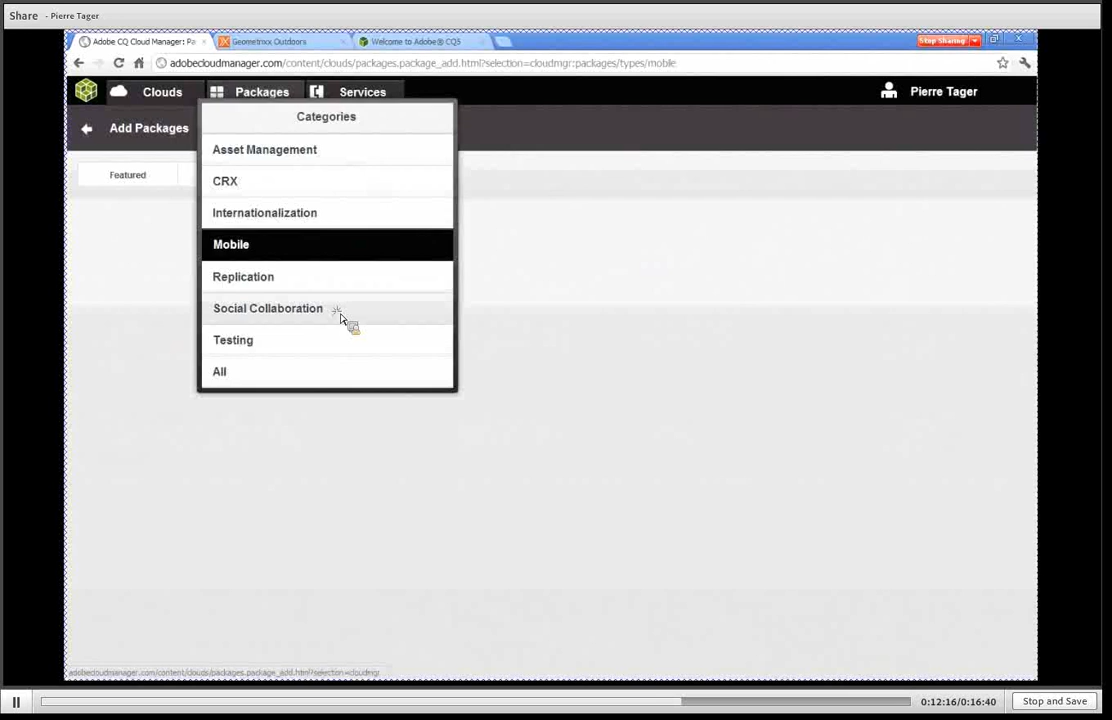 Share - Pierre Tager
Adobe CQ Cloud Manager: Pa
Geometrixx Outdoors
Welcome to Adobe® CQ5
Stop sharing
adobecloudmanager.com/content/clouds/packages.package_add.html?selection=cloudmgr:packages/types/mobile
Clouds
Packages
Services
Pierre Tager
Add Packages
Categories
Featured
Asset Management
CRX
Internationalization
Mobile
Replication
Social Collaboration
Testing
All
adobecloudmanager.com/content/clouds/packages.package_add.html?selection=cloudmgr
0:12:16/0:16:40
Stop and Save